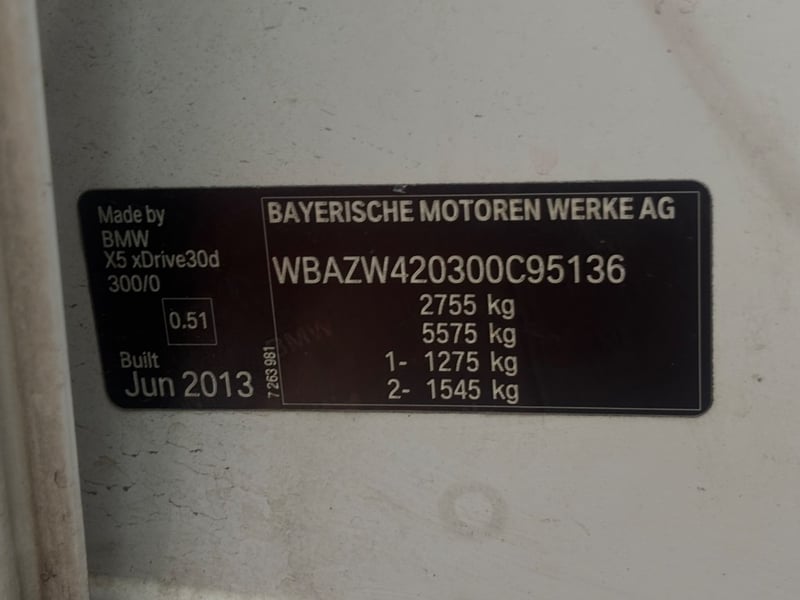 Made by
BMW
X5 xDrive30d
300/0
0.51
Built
Jun 2013
7 263 981
BAYERISCHE MOTOREN WERKE AG
WBAZW420300C95136
2755 kg
5575 kg
1- 1275 kg
2- 1545 kg
BMW